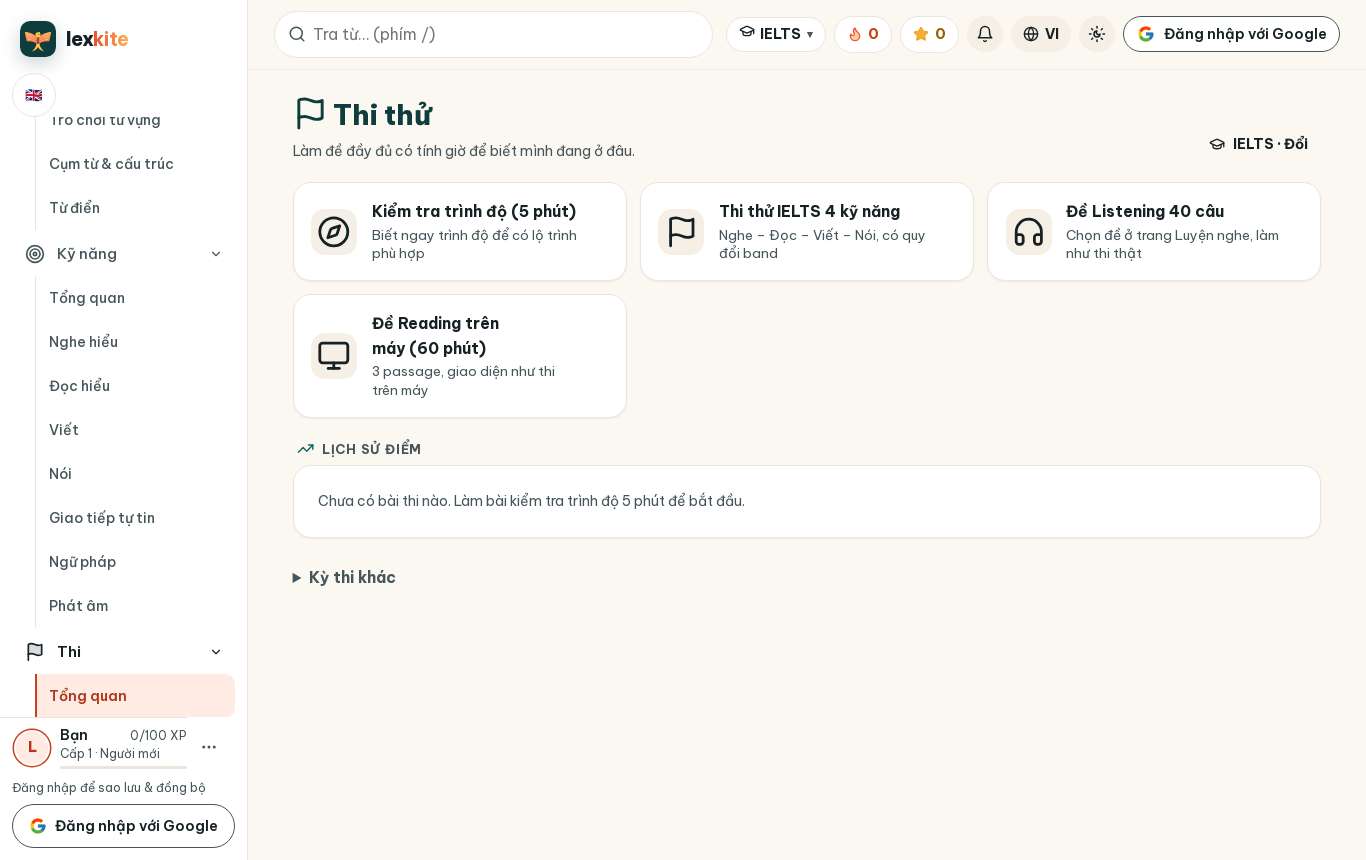 lexkite
Tra từ... (phím /)
IELTS ▾
0
0
VI
Đăng nhập với Google
Trò chơi từ vựng
Cụm từ & cấu trúc
Từ điển
Kỹ năng
Tổng quan
Nghe hiểu
Đọc hiểu
Viết
Nói
Giao tiếp tự tin
Ngữ pháp
Phát âm
Thi
Tổng quan
L
Bạn
0/100 XP
Cấp 1 · Người mới
Đăng nhập để sao lưu & đồng bộ
Đăng nhập với Google
Thi thử
Làm đề đầy đủ có tính giờ để biết mình đang ở đâu.
IELTS · Đổi
Kiểm tra trình độ (5 phút)
Biết ngay trình độ để có lộ trình
phù hợp
Thi thử IELTS 4 kỹ năng
Nghe – Đọc – Viết – Nói, có quy
đổi band
Đề Listening 40 câu
Chọn đề ở trang Luyện nghe, làm
như thi thật
Đề Reading trên
máy (60 phút)
3 passage, giao diện như thi
trên máy
LỊCH SỬ ĐIỂM
Chưa có bài thi nào. Làm bài kiểm tra trình độ 5 phút để bắt đầu.
Kỳ thi khác